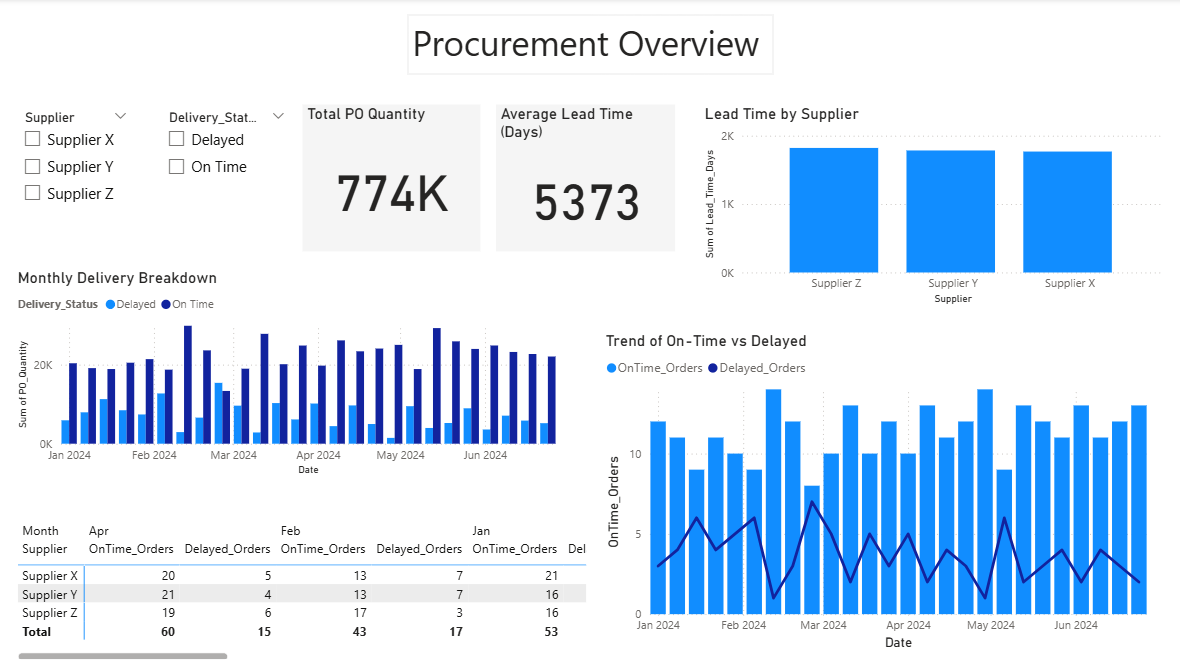 Procurement Overview
Supplier
Supplier X
Supplier Y
Supplier Z
Delivery_Stat...
Delayed
On Time
Total PO Quantity
774K
Average Lead Time
(Days)
5373
Lead Time by Supplier
Sum of Lead_Time_Days
2K
1K
0K
Supplier Z Supplier Y Supplier X
Supplier
Monthly Delivery Breakdown
Delivery_Status Delayed On Time
Sum of PO_Quantity
20K
0K
Jan 2024 Feb 2024 Mar 2024 Apr 2024 May 2024 Jun 2024
Date
Trend of On-Time vs Delayed
OnTime_Orders Delayed_Orders
OnTime_Orders
10
5
0
Jan 2024 Feb 2024 Mar 2024 Apr 2024 May 2024 Jun 2024
Date
Month Apr Feb Jan
Supplier OnTime_Orders Delayed_Orders OnTime_Orders Delayed_Orders OnTime_Orders Del
Supplier X 20 5 13 7 21
Supplier Y 21 4 13 7 16
Supplier Z 19 6 17 3 16
Total 60 15 43 17 53